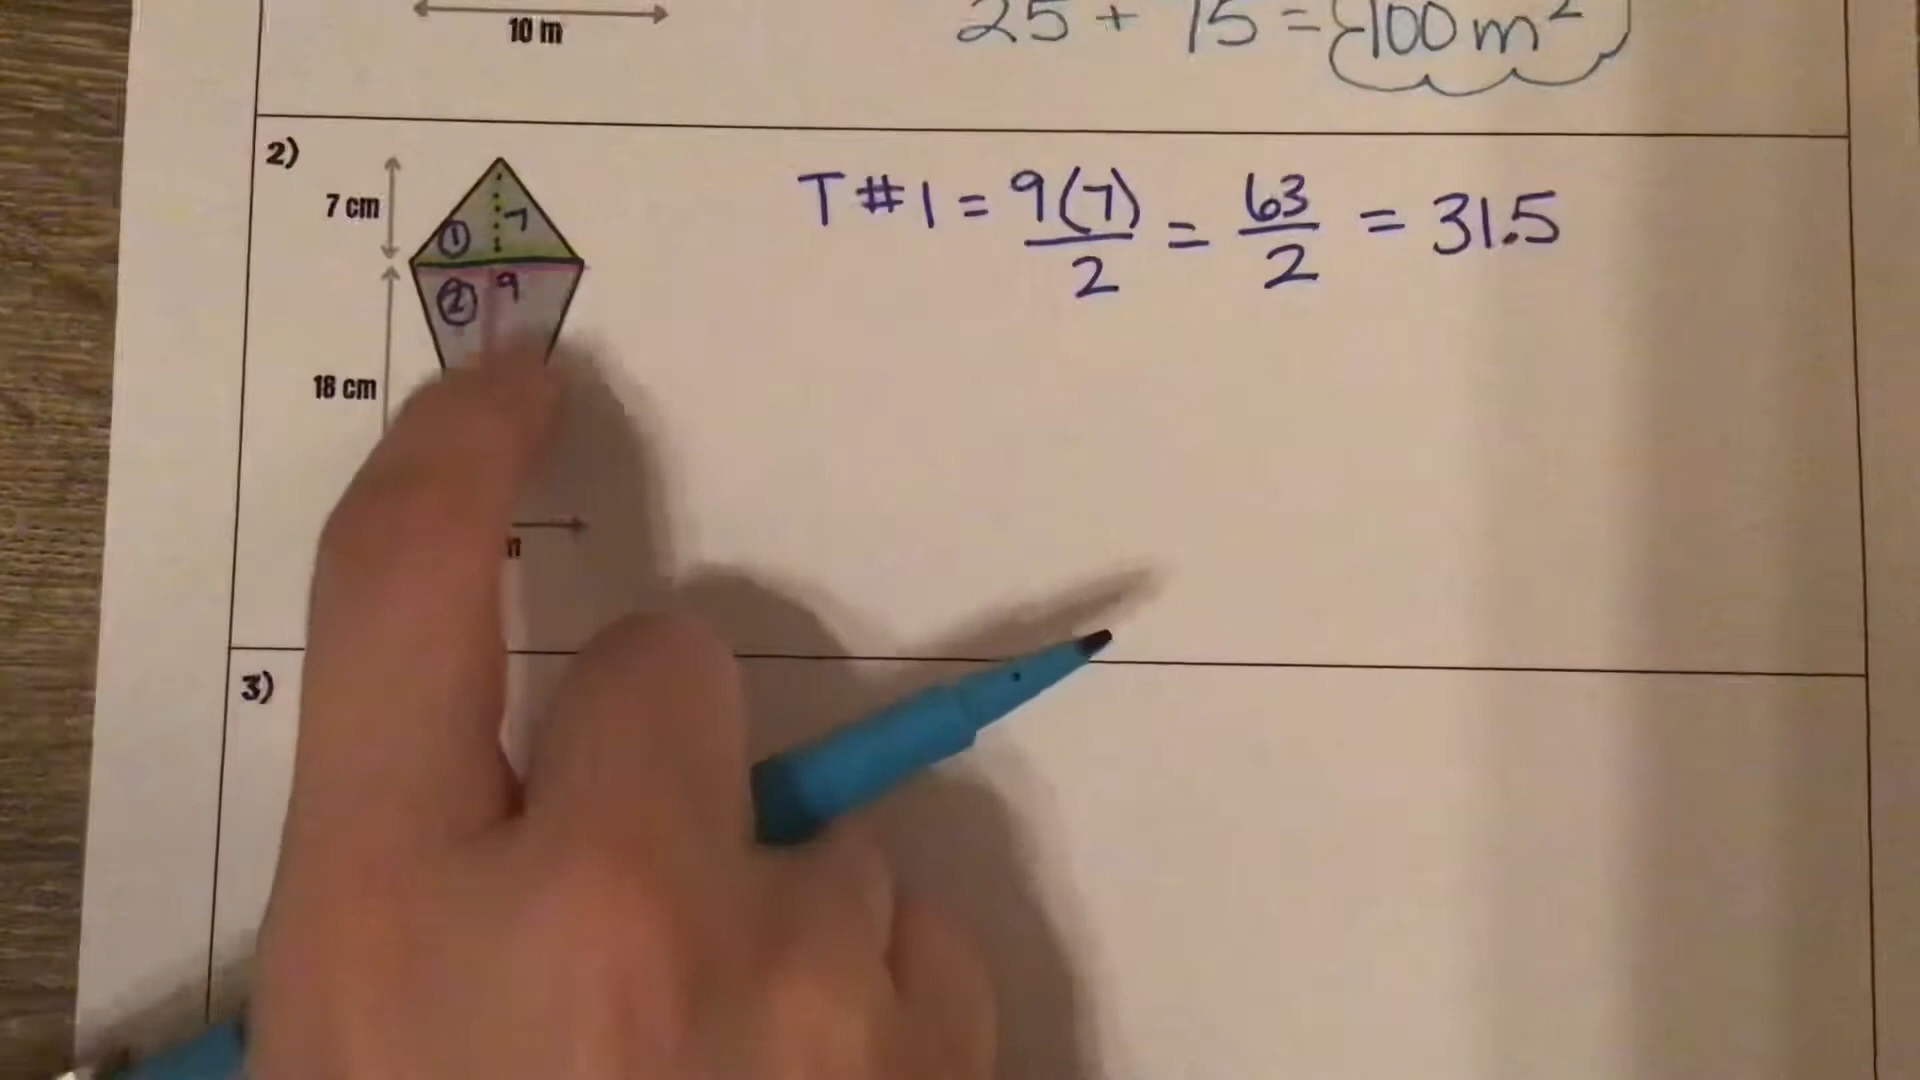 10 m
25 + 75 = 100 m²
2)
7 cm
1 7
2 9
18 cm
T#1 = 9(7)/2 = 63/2 = 31.5
3)